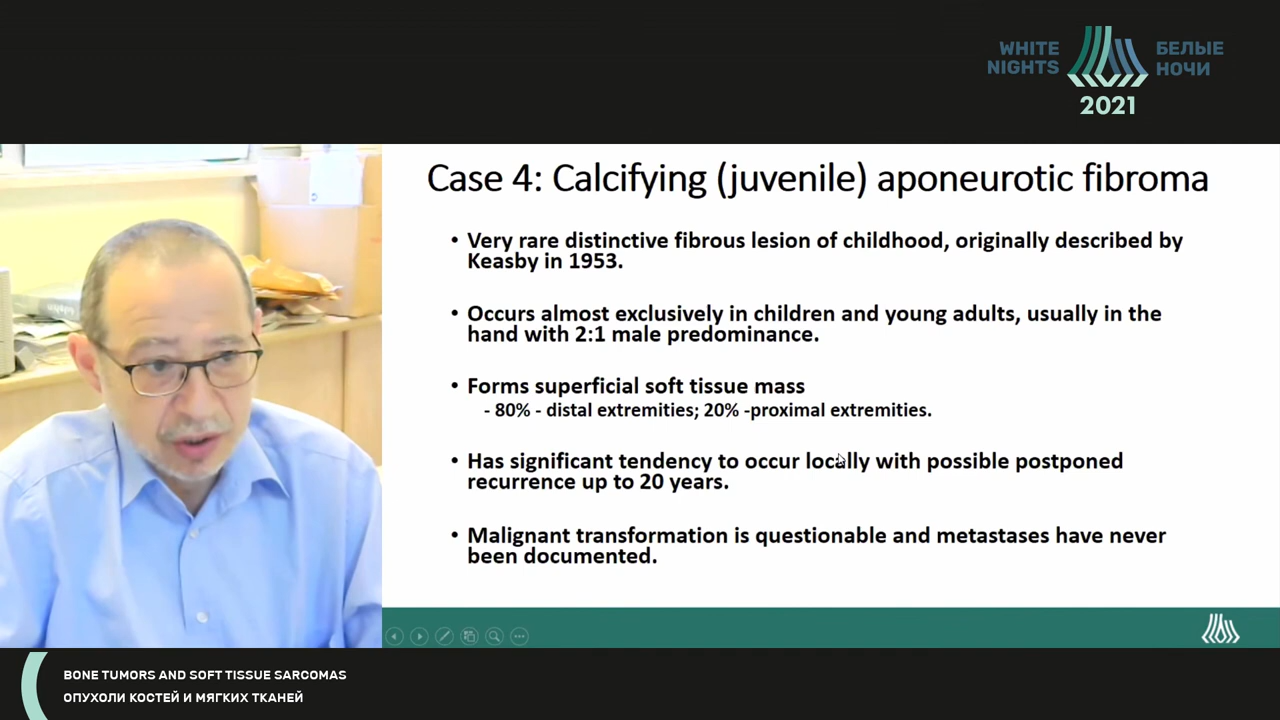 WHITE
NIGHTS
БЕЛЫЕ
НОЧИ
2021
Case 4: Calcifying (juvenile) aponeurotic fibroma
• Very rare distinctive fibrous lesion of childhood, originally described by
Keasby in 1953.
• Occurs almost exclusively in children and young adults, usually in the
hand with 2:1 male predominance.
• Forms superficial soft tissue mass
- 80% - distal extremities; 20% -proximal extremities.
• Has significant tendency to occur locally with possible postponed
recurrence up to 20 years.
• Malignant transformation is questionable and metastases have never
been documented.
BONE TUMORS AND SOFT TISSUE SARCOMAS
ОПУХОЛИ КОСТЕЙ И МЯГКИХ ТКАНЕЙ